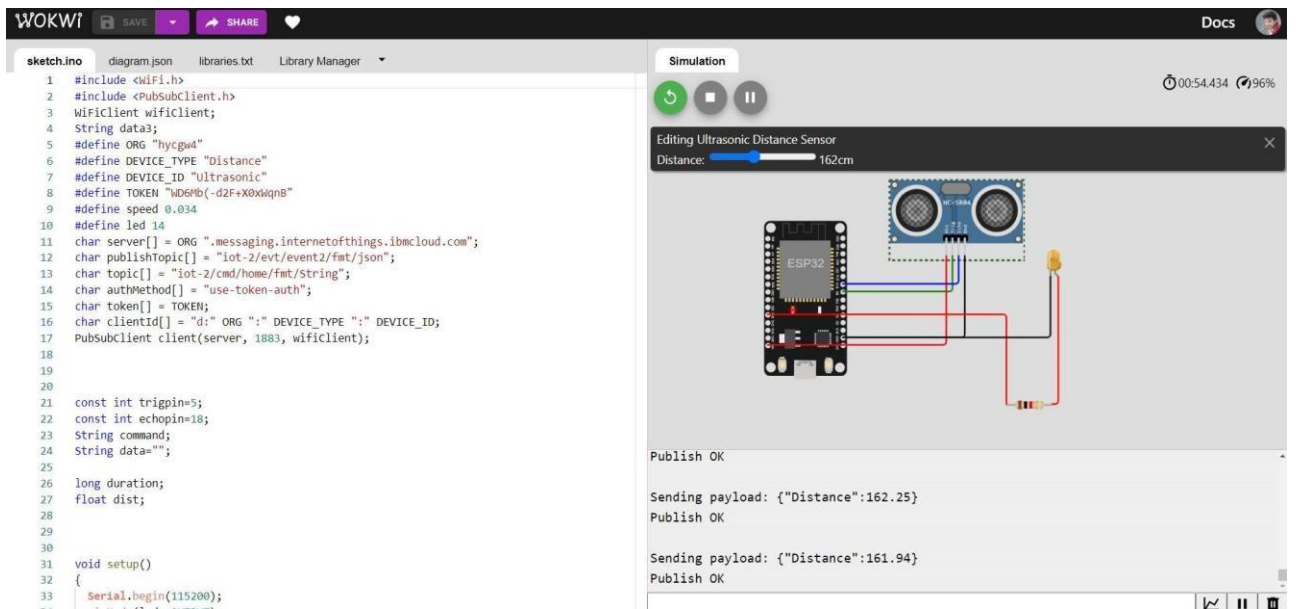 WOKWI SAVE SHARE Docs
sketch.ino diagram.json libraries.txt Library Manager
1 #include <WiFi.h>
2 #include <PubSubClient.h>
3 WiFiClient wifiClient;
4 String data3;
5 #define ORG "hycgw4"
6 #define DEVICE_TYPE "Distance"
7 #define DEVICE_ID "Ultrasonic"
8 #define TOKEN "WD6Mb(-d2F+X0xWqnB"
9 #define speed 0.034
10 #define led 14
11 char server[] = ORG ".messaging.internetofthings.ibmcloud.com";
12 char publishTopic[] = "iot-2/evt/event2/fmt/json";
13 char topic[] = "iot-2/cmd/home/fmt/String";
14 char authMethod[] = "use-token-auth";
15 char token[] = TOKEN;
16 char clientId[] = "d:" ORG ":" DEVICE_TYPE ":" DEVICE_ID;
17 PubSubClient client(server, 1883, wifiClient);
18
19
20
21 const int trigpin=5;
22 const int echopin=18;
23 String command;
24 String data="";
25
26 long duration;
27 float dist;
28
29
30
31 void setup()
32 {
33 Serial.begin(115200);
Simulation
00:54.434 96%
Editing Ultrasonic Distance Sensor
Distance: 162cm
HC-SR04
ESP32
Publish OK
Sending payload: {"Distance":162.25}
Publish OK
Sending payload: {"Distance":161.94}
Publish OK